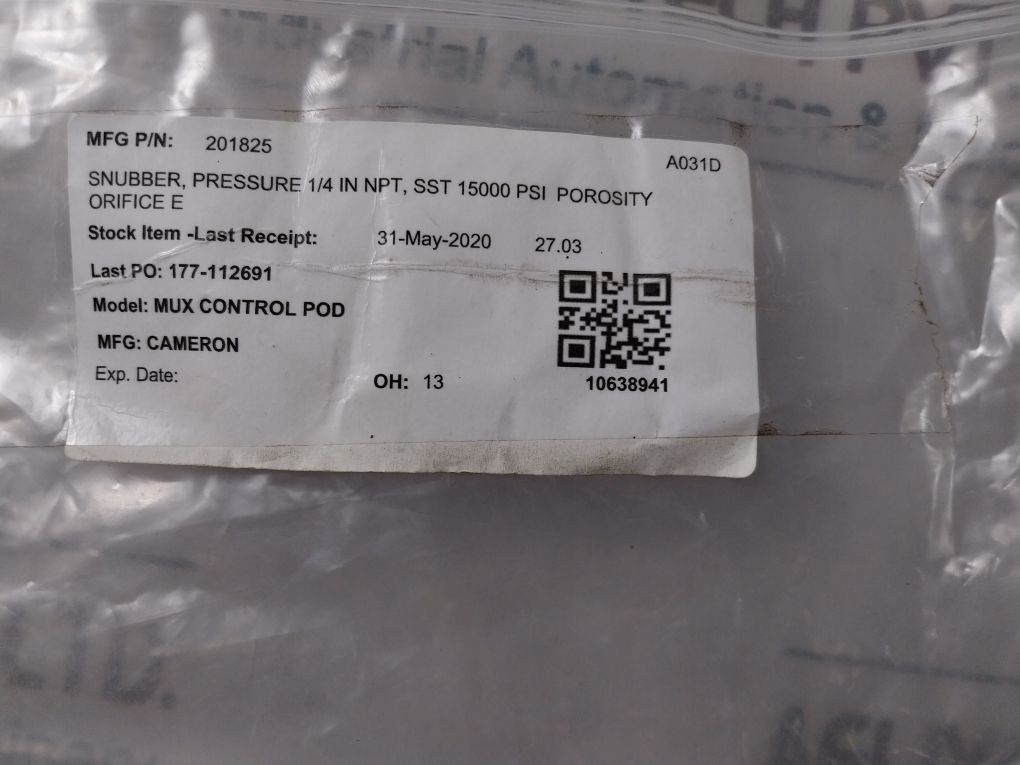 & Automation
MFG P/N: 201825
A031D
SNUBBER, PRESSURE 1/4 IN NPT, SST 15000 PSI POROSITY
ORIFICE E
Stock Item -Last Receipt: 31-May-2020 27.03
Last PO: 177-112691
Model: MUX CONTROL POD
MFG: CAMERON
10638941
Exp. Date: OH: 13
LTD.